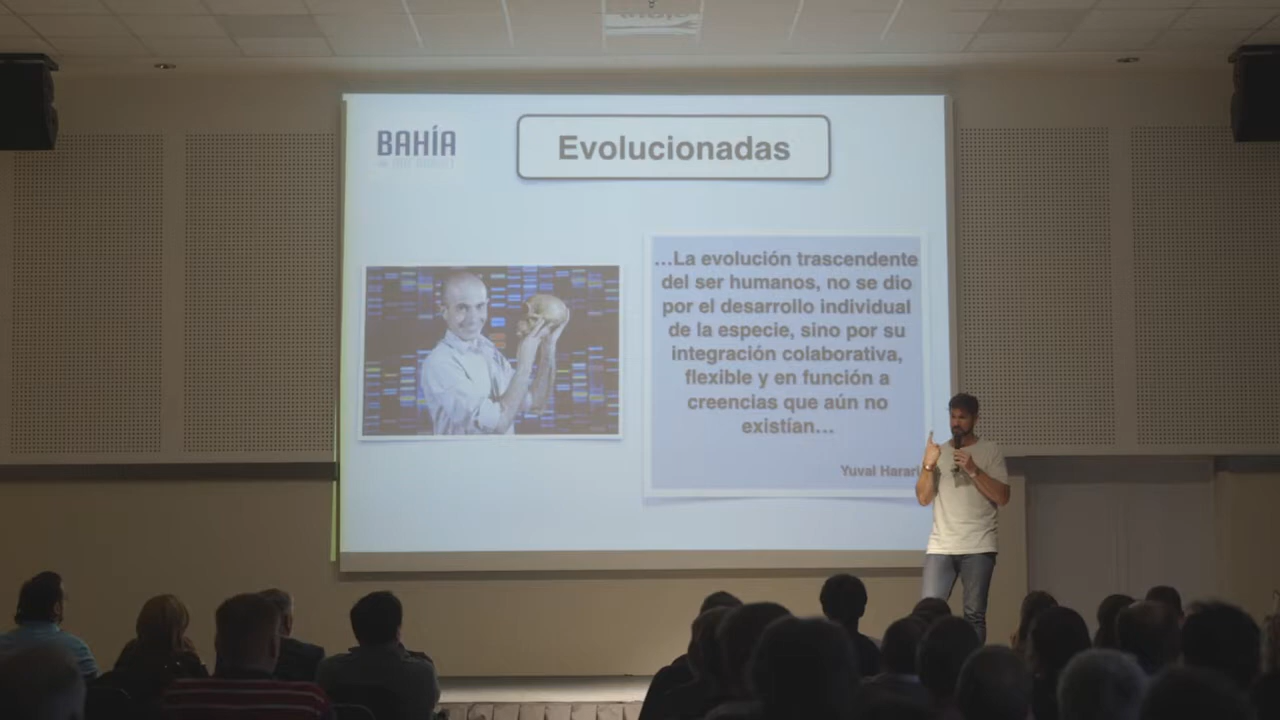 BAHÍA
Evolucionadas
...La evolución trascendente
del ser humanos, no se dio
por el desarrollo individual
de la especie, sino por su
integración colaborativa,
flexible y en función a
creencias que aún no
existían...
Yuval Harari